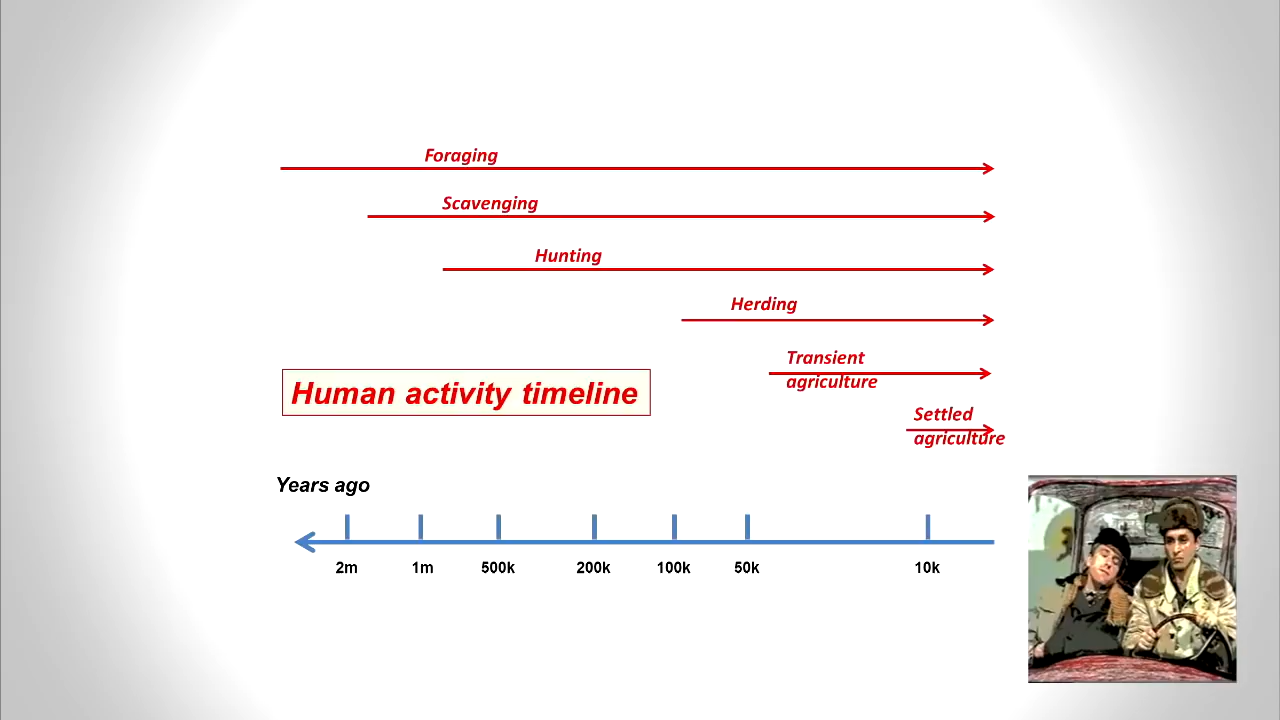 Foraging
Scavenging
Hunting
Herding
Transient
agriculture
Human activity timeline
Settled
agriculture
Years ago
2m 1m 500k 200k 100k 50k 10k